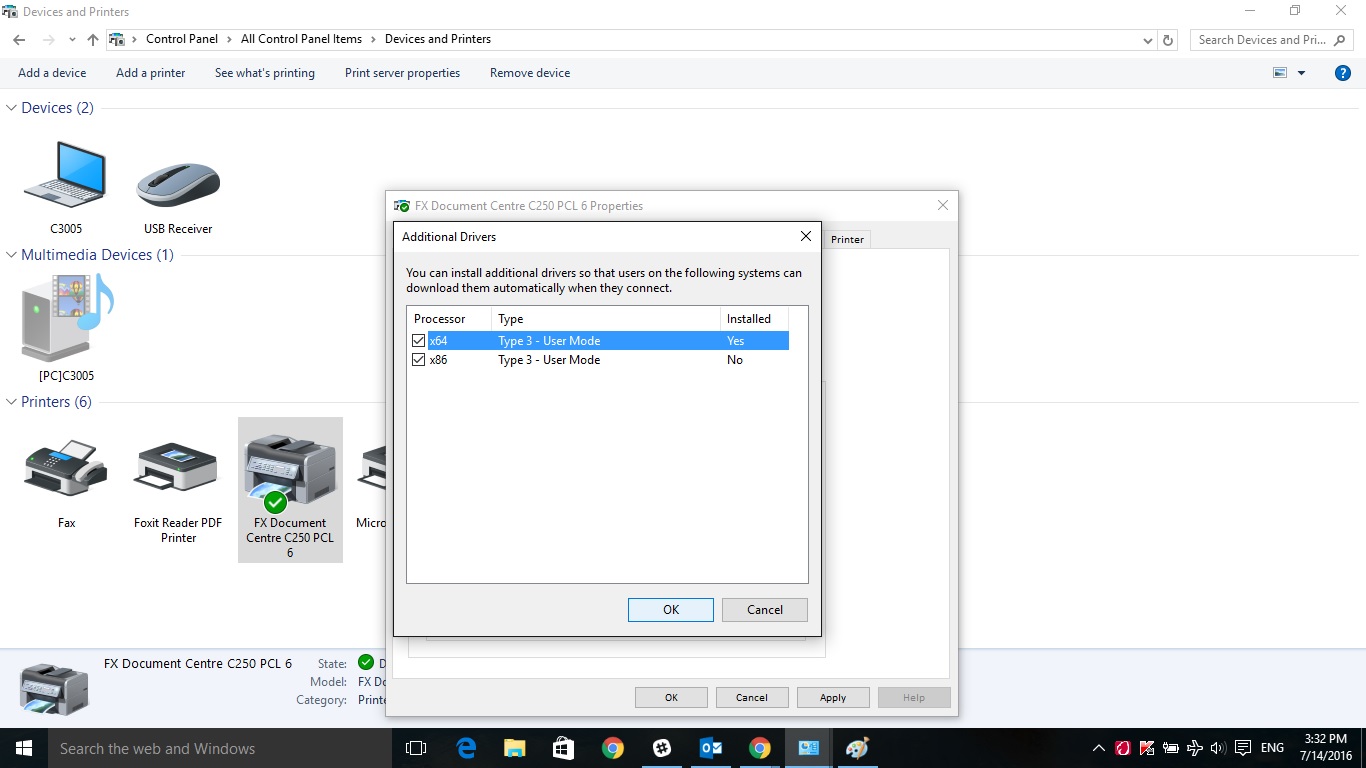 Devices and Printers
Control Panel > All Control Panel Items > Devices and Printers
Search Devices and Pri...
Add a device
Add a printer
See what's printing
Print server properties
Remove device
?
Devices (2)
C3005
USB Receiver
Multimedia Devices (1)
[PC]C3005
Printers (6)
Fax
Foxit Reader PDF
Printer
FX Document
Centre C250 PCL
6
Micro
FX Document Centre C250 PCL 6 Properties
Printer
Additional Drivers
You can install additional drivers so that users on the following systems can
download them automatically when they connect.
Processor Type Installed
x64 Type 3 - User Mode Yes
x86 Type 3 - User Mode No
OK
Cancel
OK
Cancel
Apply
Help
FX Document Centre C250 PCL 6
State: D
Model: FX Do
Category: Printe
Search the web and Windows
ENG
3:32 PM
7/14/2016